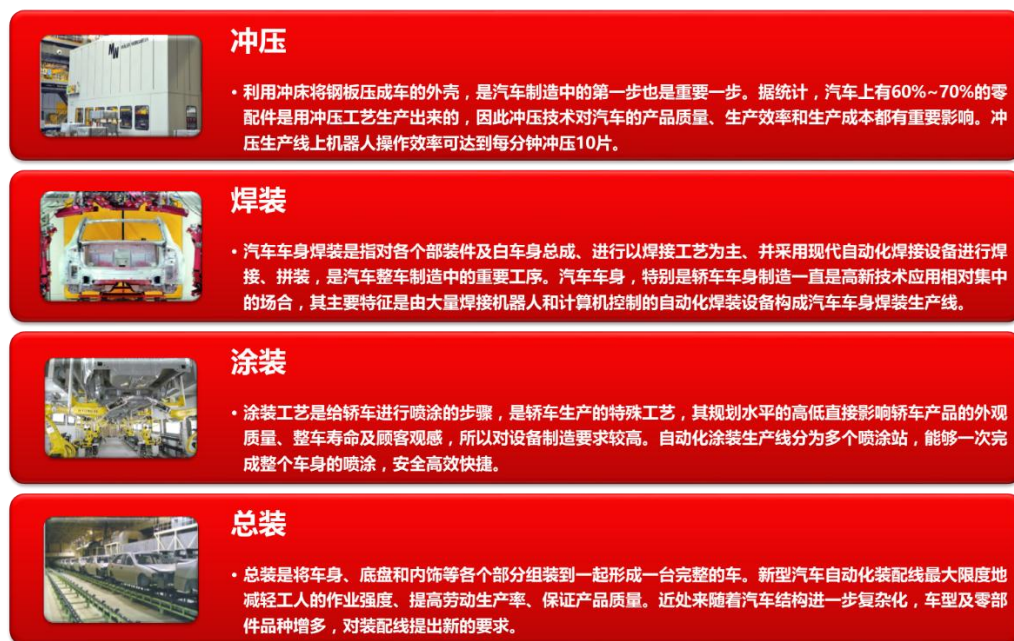 冲压
• 利用冲床将钢板压成车的外壳，是汽车制造中的第一步也是重要一步。据统计，汽车上有60%~70%的零
配件是用冲压工艺生产出来的，因此冲压技术对汽车的产品质量、生产效率和生产成本都有重要影响。冲
压生产线上机器人操作效率可达到每分钟冲压10片。
焊装
• 汽车车身焊装是指对各个部装件及白车身总成、进行以焊接工艺为主、并采用现代自动化焊接设备进行焊
接、拼装，是汽车整车制造中的重要工序。汽车车身，特别是轿车车身制造一直是高新技术应用相对集中
的场合，其主要特征是由大量焊接机器人和计算机控制的自动化焊装设备构成汽车车身焊装生产线。
涂装
• 涂装工艺是给轿车进行喷涂的步骤，是轿车生产的特殊工艺，其规划水平的高低直接影响轿车产品的外观
质量、整车寿命及顾客观感，所以对设备制造要求较高。自动化涂装生产线分为多个喷涂站，能够一次完
成整个车身的喷涂，安全高效快捷。
总装
• 总装是将车身、底盘和内饰等各个部分组装到一起形成一台完整的车。新型汽车自动化装配线最大限度地
减轻工人的作业强度、提高劳动生产率、保证产品质量。近处来随着汽车结构进一步复杂化，车型及零部
件品种增多，对装配线提出新的要求。